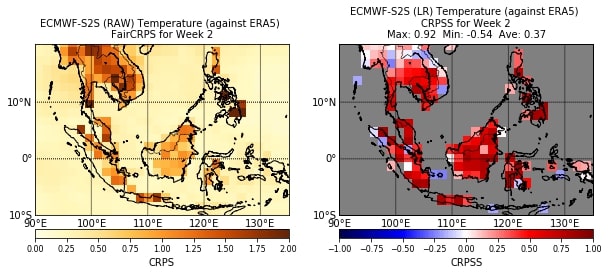 ECMWF-S2S (RAW) Temperature (against ERA5)
FairCRPS for Week 2
10°N
0°
10°S
90°E 100°E 110°E 120°E 130°E
0.00 0.25 0.50 0.75 1.00 1.25 1.50 1.75 2.00
CRPS
ECMWF-S2S (LR) Temperature (against ERA5)
CRPSS for Week 2
Max: 0.92 Min: -0.54 Ave: 0.37
10°N
0°
10°S
90°E 100°E 110°E 120°E 130°E
−1.00 −0.75 −0.50 −0.25 0.00 0.25 0.50 0.75 1.00
CRPSS